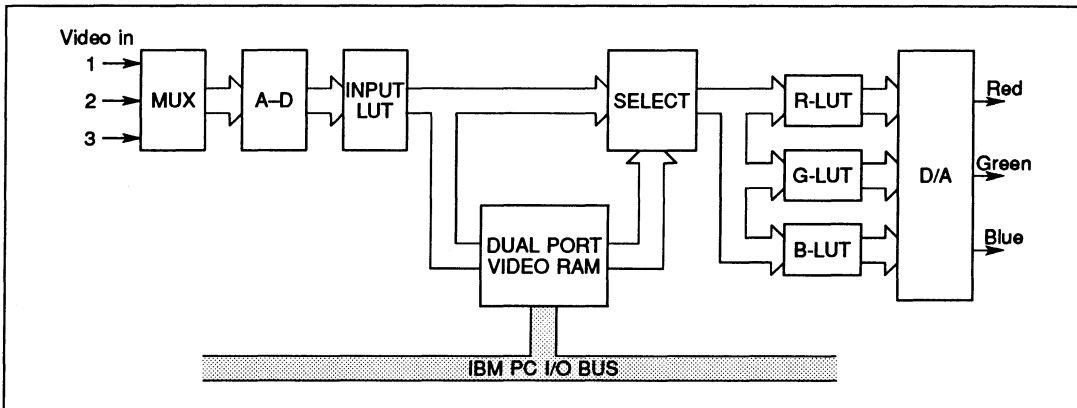 Video in
1
2
3
MUX
A–D
INPUT
LUT
SELECT
R-LUT
G-LUT
B-LUT
D/A
Red
Green
Blue
DUAL PORT
VIDEO RAM
IBM PC I/O BUS